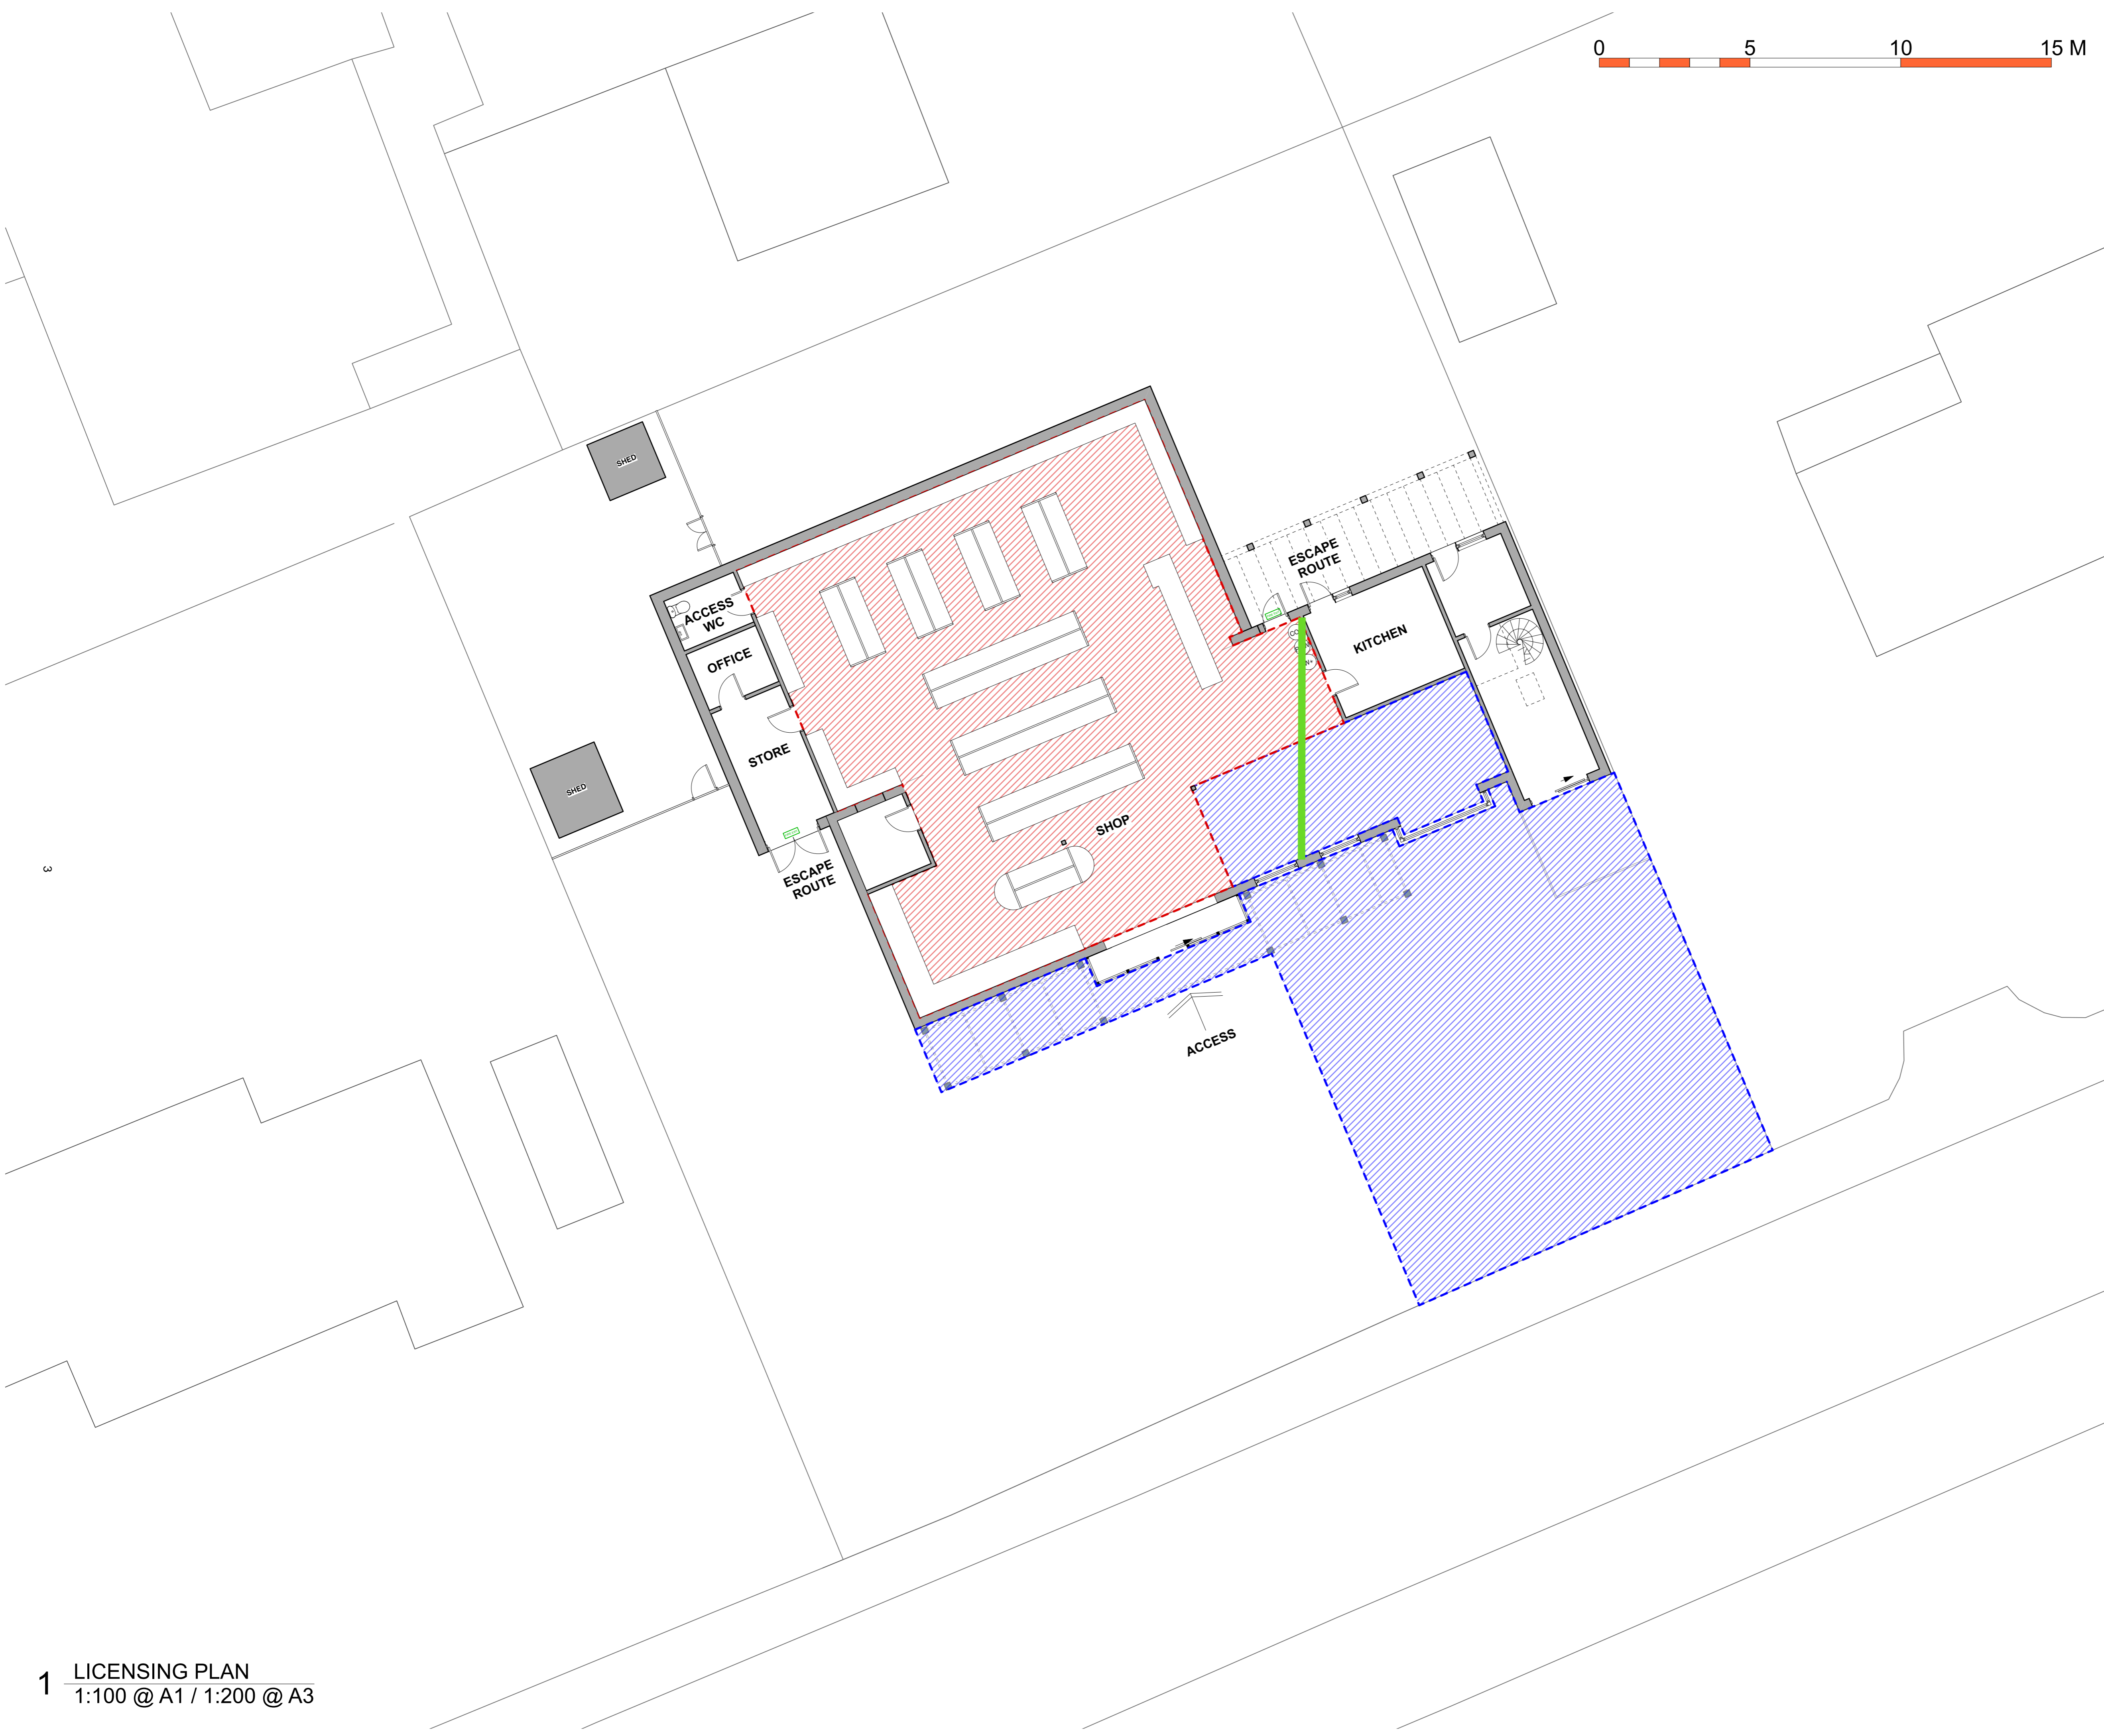 0 5 10 15 M
SHED
ESCAPE
ROUTE
ACCESS
WC
OFFICE
KITCHEN
STORE
SHED
SHOP
ESCAPE
ROUTE
ACCESS
3
1 LICENSING PLAN
1:100 @ A1 / 1:200 @ A3